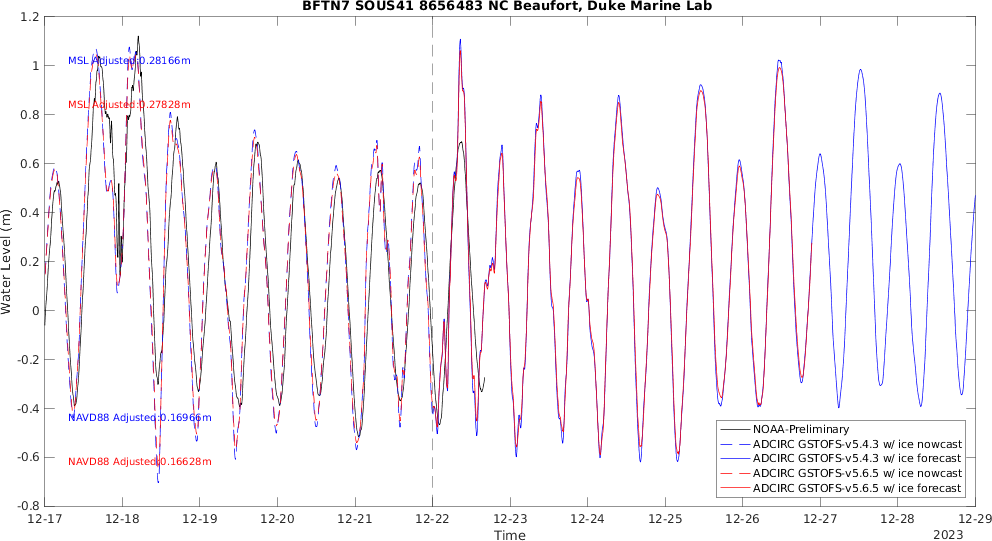 BFTN7 SOUS41 8656483 NC Beaufort, Duke Marine Lab
1.2
1
0.8
0.6
0.4
0.2
0
-0.2
-0.4
-0.6
-0.8
Water Level (m)
MSL Adjusted:0.28166m
MSL Adjusted:0.27828m
NAVD88 Adjusted:0.16966m
NAVD88 Adjusted:0.16628m
NOAA-Preliminary
ADCIRC GSTOFS-v5.4.3 w/ ice nowcast
ADCIRC GSTOFS-v5.4.3 w/ ice forecast
ADCIRC GSTOFS-v5.6.5 w/ ice nowcast
ADCIRC GSTOFS-v5.6.5 w/ ice forecast
12-17 12-18 12-19 12-20 12-21 12-22 12-23 12-24 12-25 12-26 12-27 12-28 12-29
Time
2023